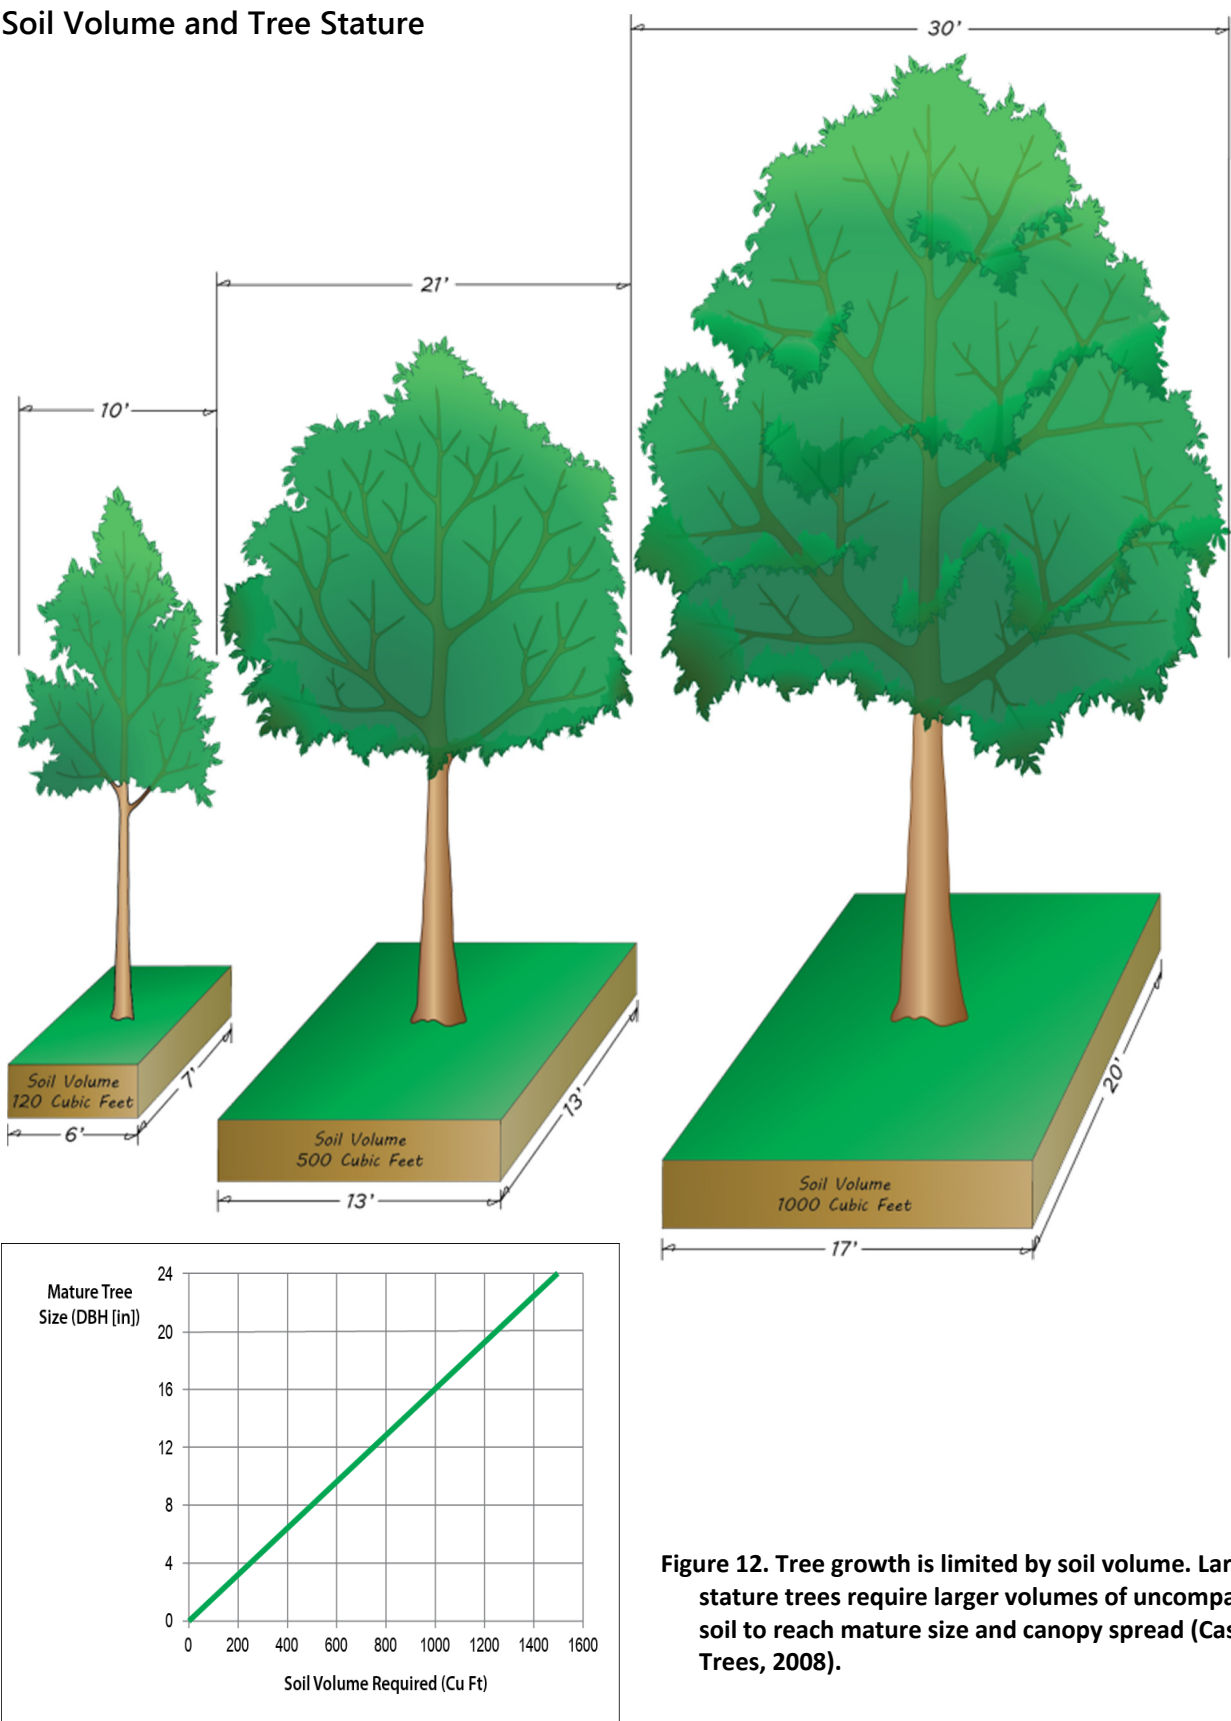 Soil Volume and Tree Stature
30'
21'
10'
Soil Volume
120 Cubic Feet
7'
6'
Soil Volume
500 Cubic Feet
13'
13'
Soil Volume
1000 Cubic Feet
20'
17'
Mature Tree
Size (DBH [in])
24
20
16
12
8
4
0
0 200 400 600 800 1000 1200 1400 1600
Soil Volume Required (Cu Ft)
Figure 12. Tree growth is limited by soil volume. Lar
stature trees require larger volumes of uncompa
soil to reach mature size and canopy spread (Cas
Trees, 2008).